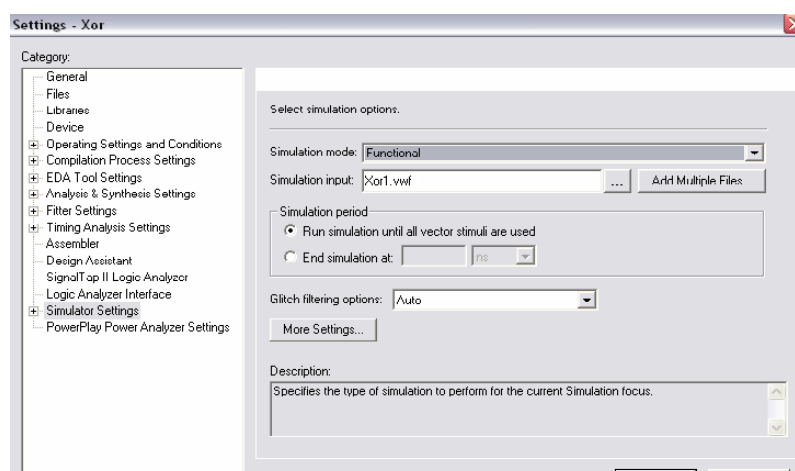 Settings - Xor
Category:
General
Files
Libraries
Device
Operating Settings and Conditions
Compilation Process Settings
EDA Tool Settings
Analysis & Synthesis Settings
Fitter Settings
Timing Analysis Settings
Assembler
Design Assistant
SignalTap II Logic Analyzer
Logic Analyzer Interface
Simulator Settings
PowerPlay Power Analyzer Settings
Select simulation options.
Simulation mode: Functional
Simulation input: Xor1.vwf ... Add Multiple Files
Simulation period
Run simulation until all vector stimuli are used
End simulation at: ns
Glitch filtering options: Auto
More Settings...
Description:
Specifies the type of simulation to perform for the current Simulation focus.